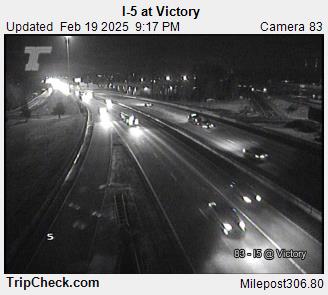 I-5 at Victory
Updated  Feb 19 2025  9:17 PM
Camera 83
T
S
83 - I5 @ Victory
TripCheck.com
Milepost306.80